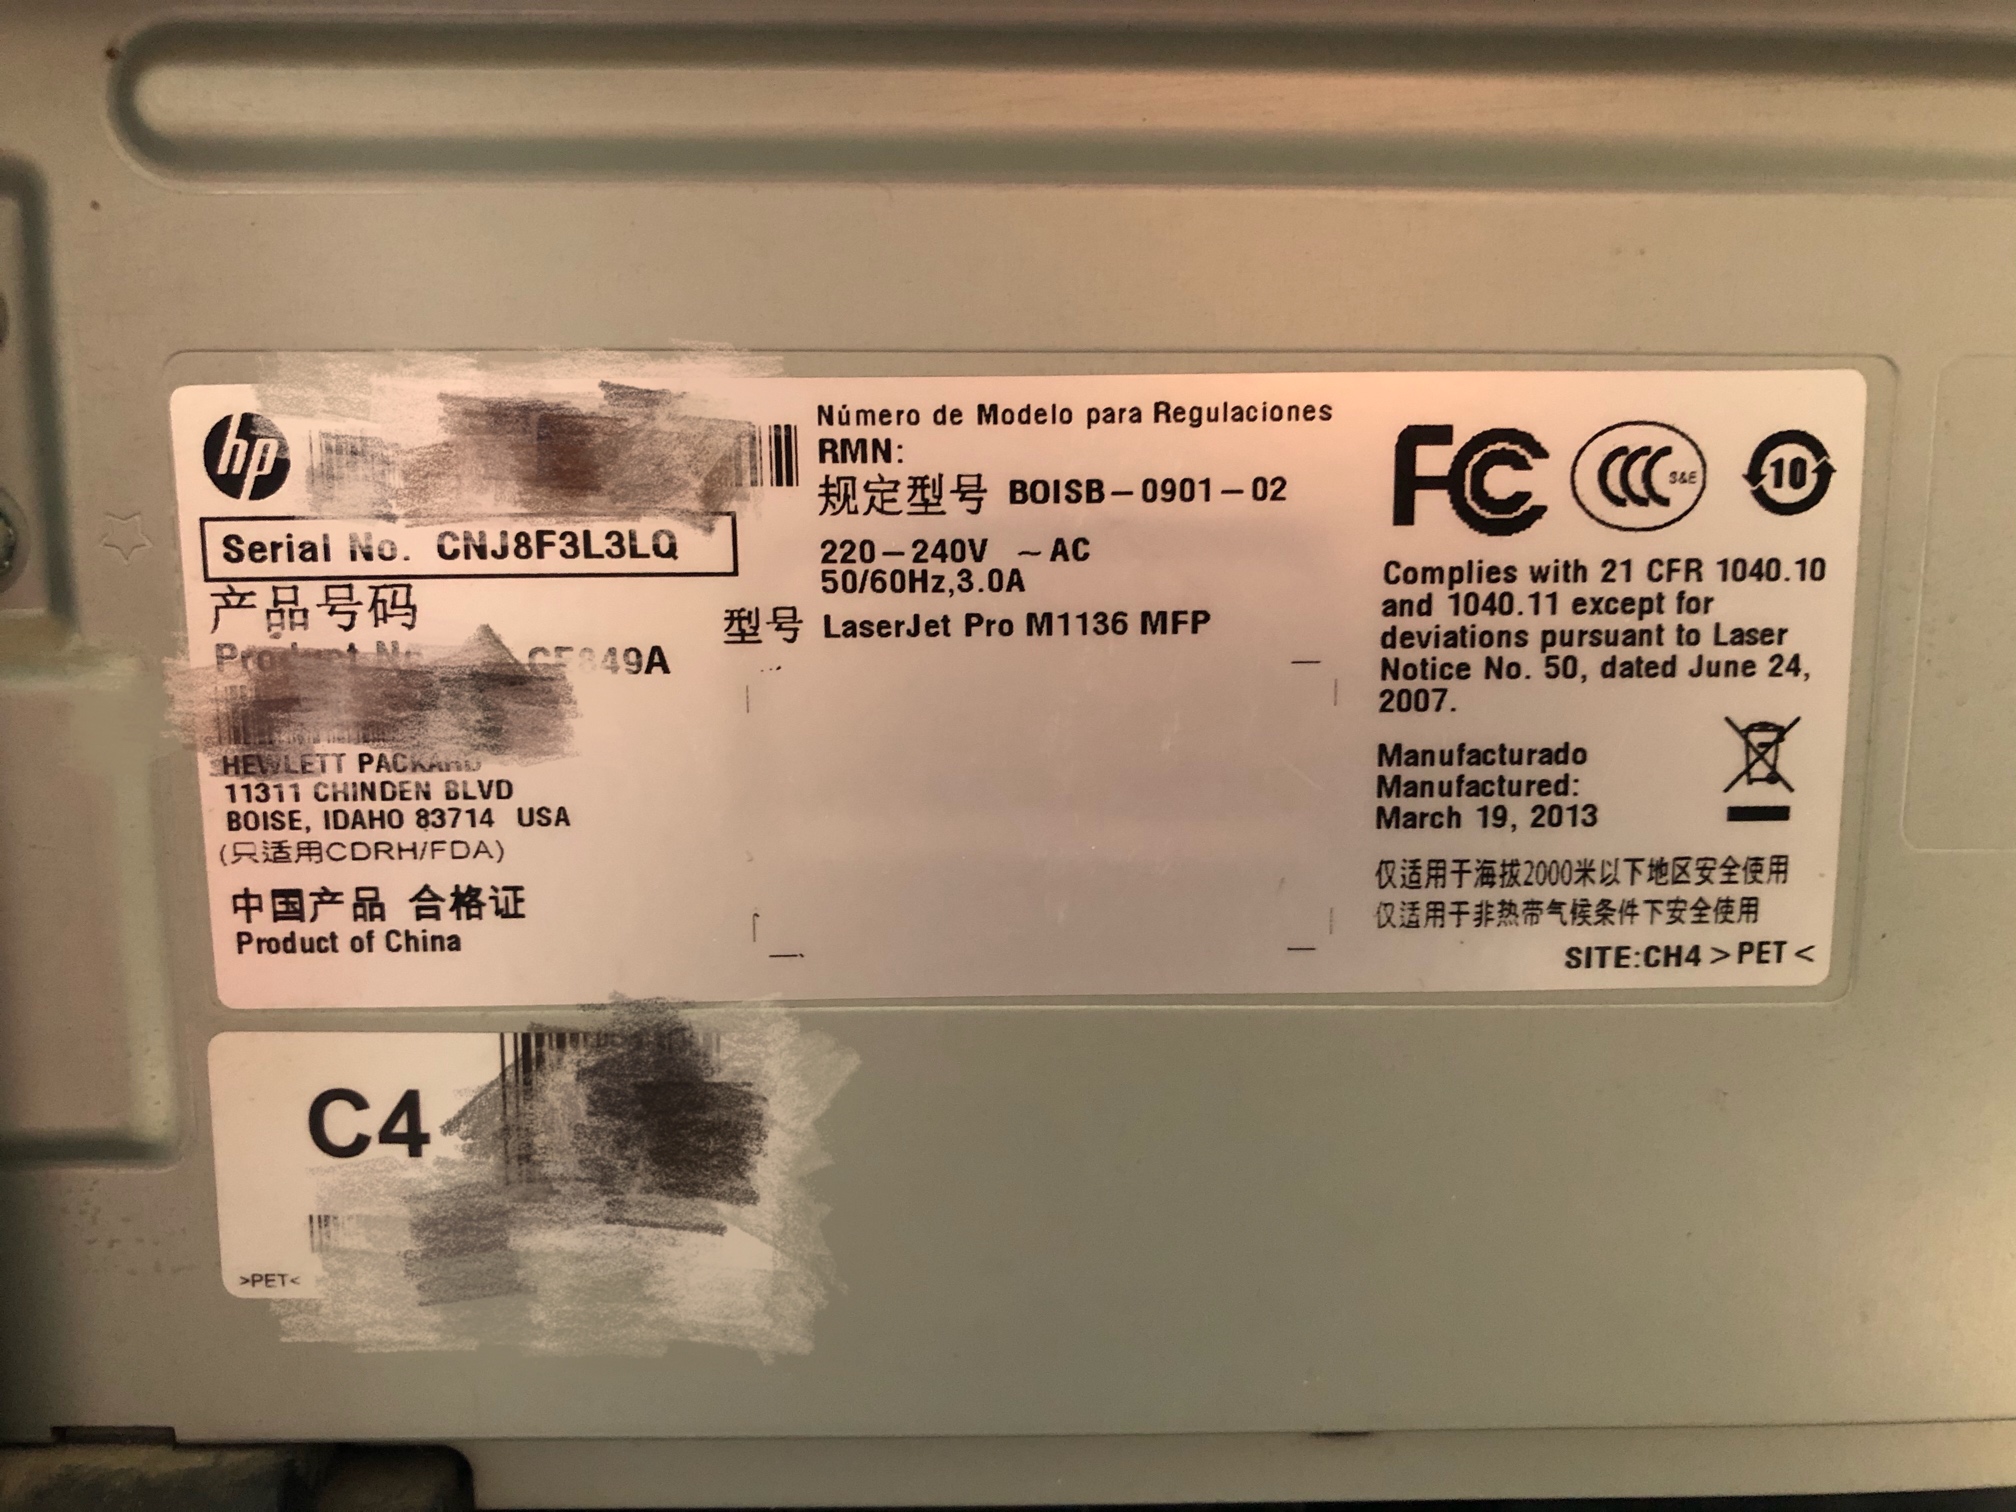 hp
Serial No. CNJ8F3L3LQ
产品号码
Product No. 849A
HEWLETT PACKARD
11311 CHINDEN BLVD
BOISE, IDAHO 83714 USA
(只适用CDRH/FDA)
中国产品 合格证
Product of China
Número de Modelo para Regulaciones
RMN:
规定型号 BOISB-0901-02
220-240V ~AC
50/60Hz,3.0A
型号 LaserJet Pro M1136 MFP
FC CCC S&E 10
Complies with 21 CFR 1040.10
and 1040.11 except for
deviations pursuant to Laser
Notice No. 50, dated June 24,
2007.
Manufacturado
Manufactured:
March 19, 2013
仅适用于海拔2000米以下地区安全使用
仅适用于非热带气候条件下安全使用
SITE:CH4 >PET<
C4
>PET<